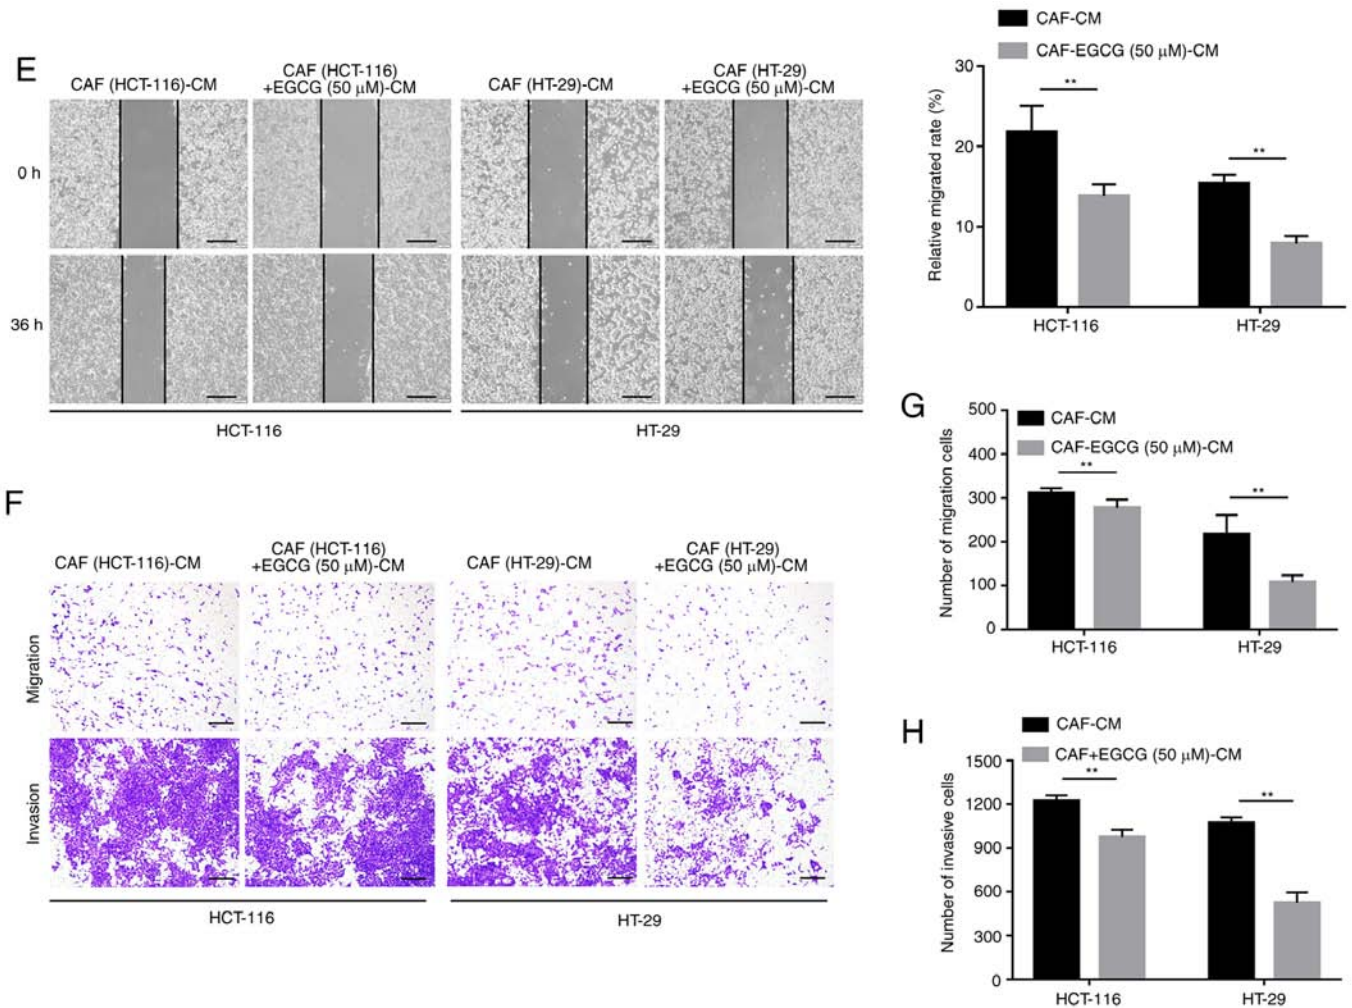 E
CAF (HCT-116)-CM
CAF (HCT-116)
+EGCG (50 μM)-CM
CAF (HT-29)-CM
CAF (HT-29)
+EGCG (50 μM)-CM
0 h
36 h
HCT-116
HT-29
CAF-CM
CAF-EGCG (50 μM)-CM
Relative migrated rate (%)
30
20
10
0
**
**
HCT-116
HT-29
F
CAF (HCT-116)-CM
CAF (HCT-116)
+EGCG (50 μM)-CM
CAF (HT-29)-CM
CAF (HT-29)
+EGCG (50 μM)-CM
Migration
Invasion
HCT-116
HT-29
G
CAF-CM
CAF-EGCG (50 μM)-CM
Number of migration cells
500
400
300
200
100
0
**
**
HCT-116
HT-29
H
CAF-CM
CAF+EGCG (50 μM)-CM
Number of invasive cells
1500
1200
900
600
300
0
**
**
HCT-116
HT-29